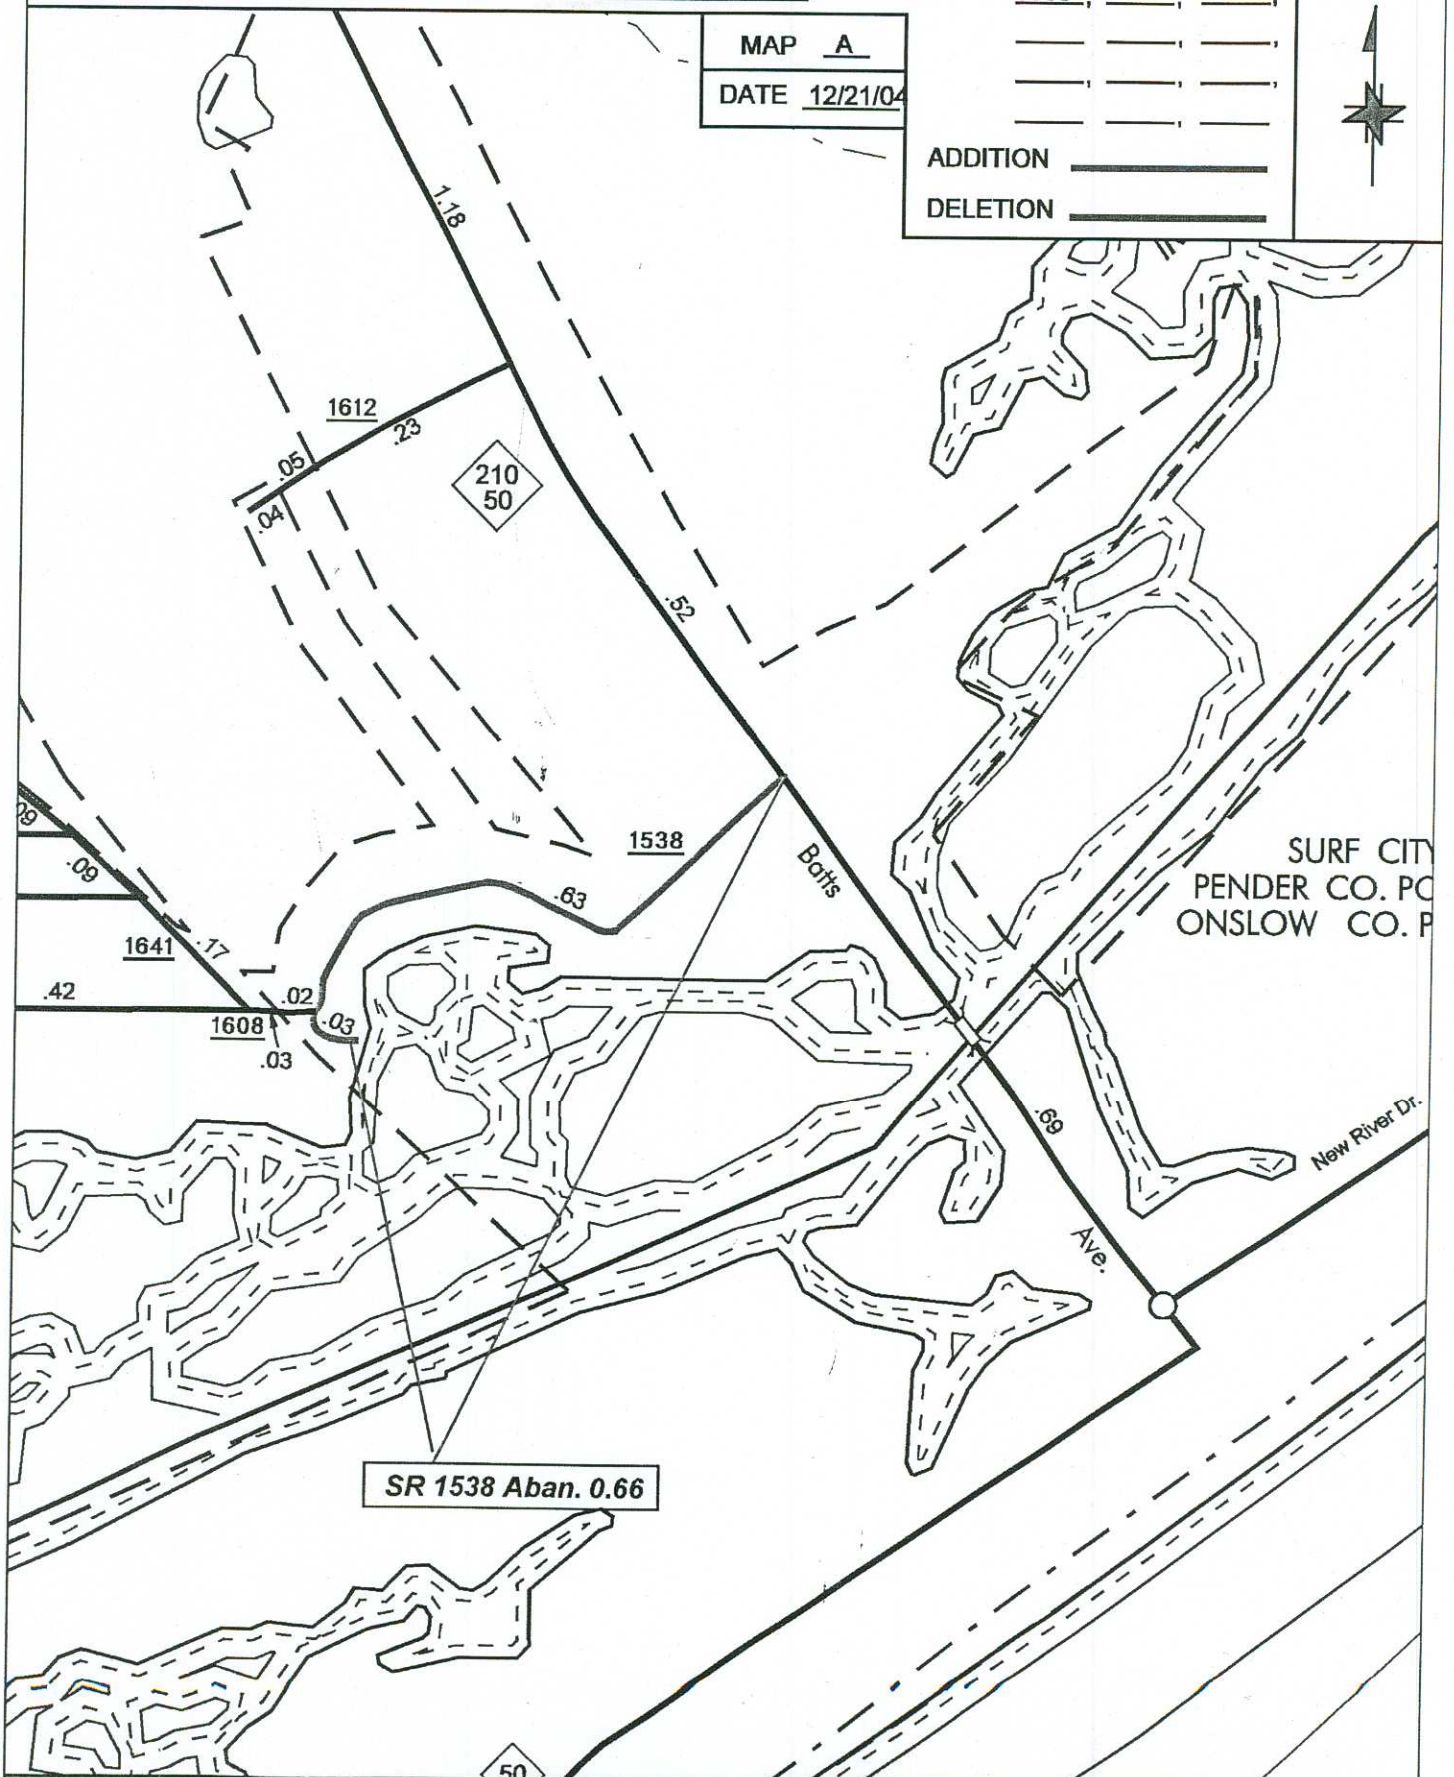 MAP A
DATE 12/21/04
ADDITION
DELETION
1.18
1612
.23
.05
.04
210
50
.52
1538
.63
Batts
SURF CITY
PENDER CO. PO
ONSLOW CO. P
.09
.09
1641
.17
.42
.02
1608
.03
.03
.69
New River Dr.
Ave.
SR 1538 Aban. 0.66
50